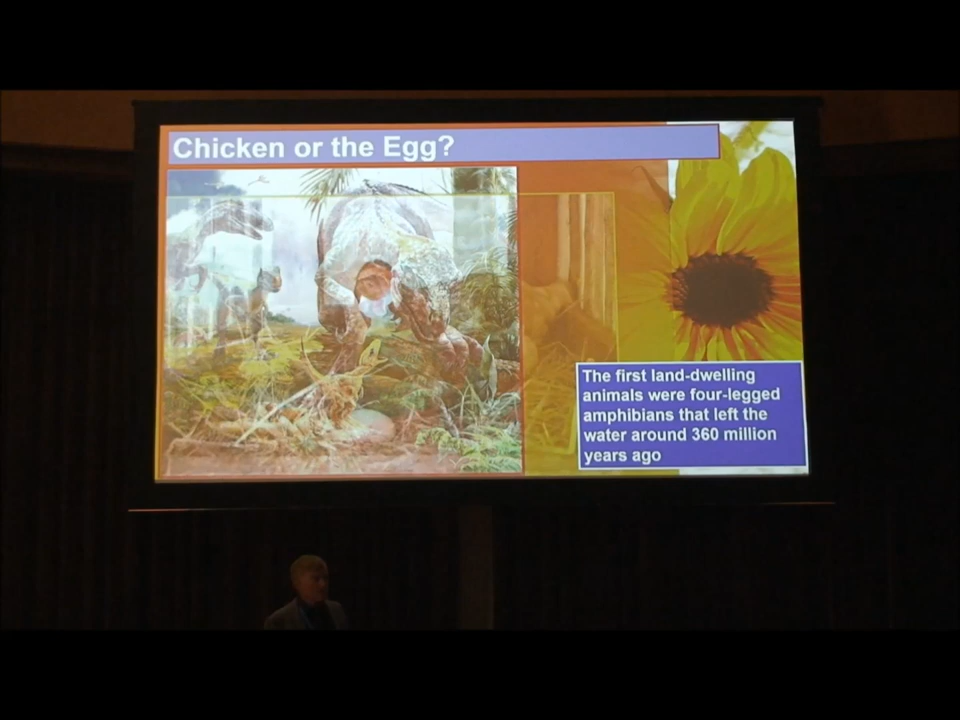 Chicken or the Egg?
The first land-dwelling
animals were four-legged
amphibians that left the
water around 360 million
years ago